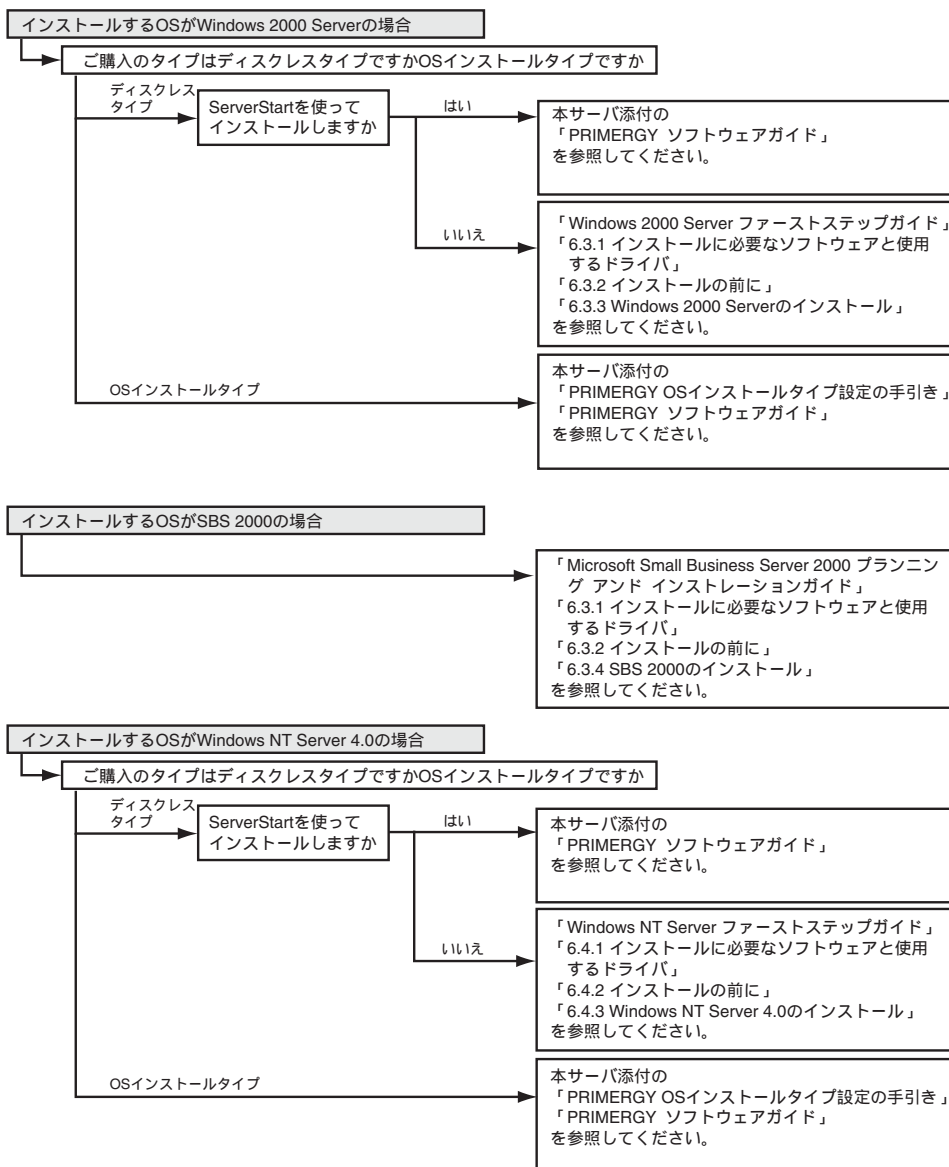 インストールするOSがWindows 2000 Serverの場合
ご購入のタイプはディスクレスタイプですかOSインストールタイプですか
ディスクレス
タイプ
ServerStartを使って
インストールしますか
はい
本サーバ添付の
「PRIMERGY ソフトウェアガイド」
を参照してください。
いいえ
「Windows 2000 Server ファーストステップガイド」
「6.3.1 インストールに必要なソフトウェアと使用
するドライバ」
「6.3.2 インストールの前に」
「6.3.3 Windows 2000 Serverのインストール」
を参照してください。
OSインストールタイプ
本サーバ添付の
「PRIMERGY OSインストールタイプ設定の手引き」
「PRIMERGY ソフトウェアガイド」
を参照してください。
インストールするOSがSBS 2000の場合
「Microsoft Small Business Server 2000 プランニン
グ アンド インストレーションガイド」
「6.3.1 インストールに必要なソフトウェアと使用
するドライバ」
「6.3.2 インストールの前に」
「6.3.4 SBS 2000のインストール」
を参照してください。
インストールするOSがWindows NT Server 4.0の場合
ご購入のタイプはディスクレスタイプですかOSインストールタイプですか
ディスクレス
タイプ
ServerStartを使って
インストールしますか
はい
本サーバ添付の
「PRIMERGY ソフトウェアガイド」
を参照してください。
いいえ
「Windows NT Server ファーストステップガイド」
「6.4.1 インストールに必要なソフトウェアと使用
するドライバ」
「6.4.2 インストールの前に」
「6.4.3 Windows NT Server 4.0のインストール」
を参照してください。
OSインストールタイプ
本サーバ添付の
「PRIMERGY OSインストールタイプ設定の手引き」
「PRIMERGY ソフトウェアガイド」
を参照してください。